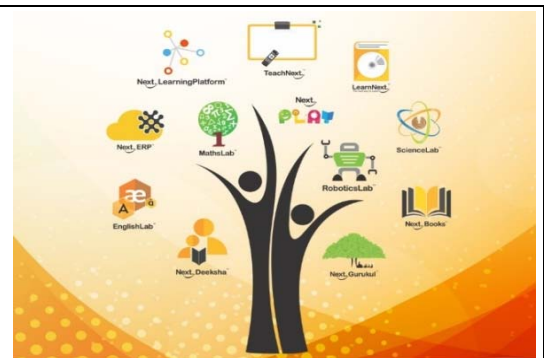 TeachNext
Next LearningPlatform
LearnNext
Next PLAY
Next ERP
MathsLab
ScienceLab
RoboticsLab
EnglishLab
Next Books
Next Deeksha
Next Gurukul